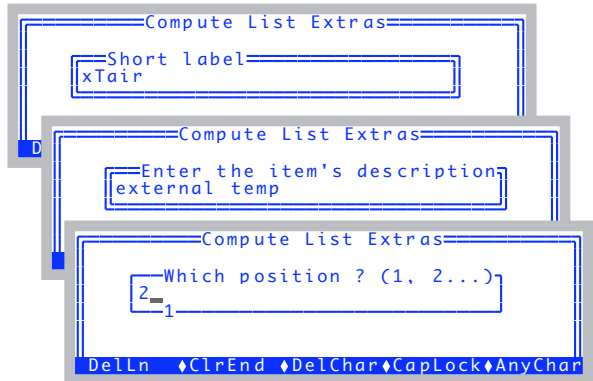 Compute List Extras
Short label
xTair
D
Compute List Extras
Enter the item's description
external temp
Compute List Extras
Which position ? (1, 2...)
2
1
DelLn ♦ClrEnd ♦DelChar♦CapLock♦AnyChar